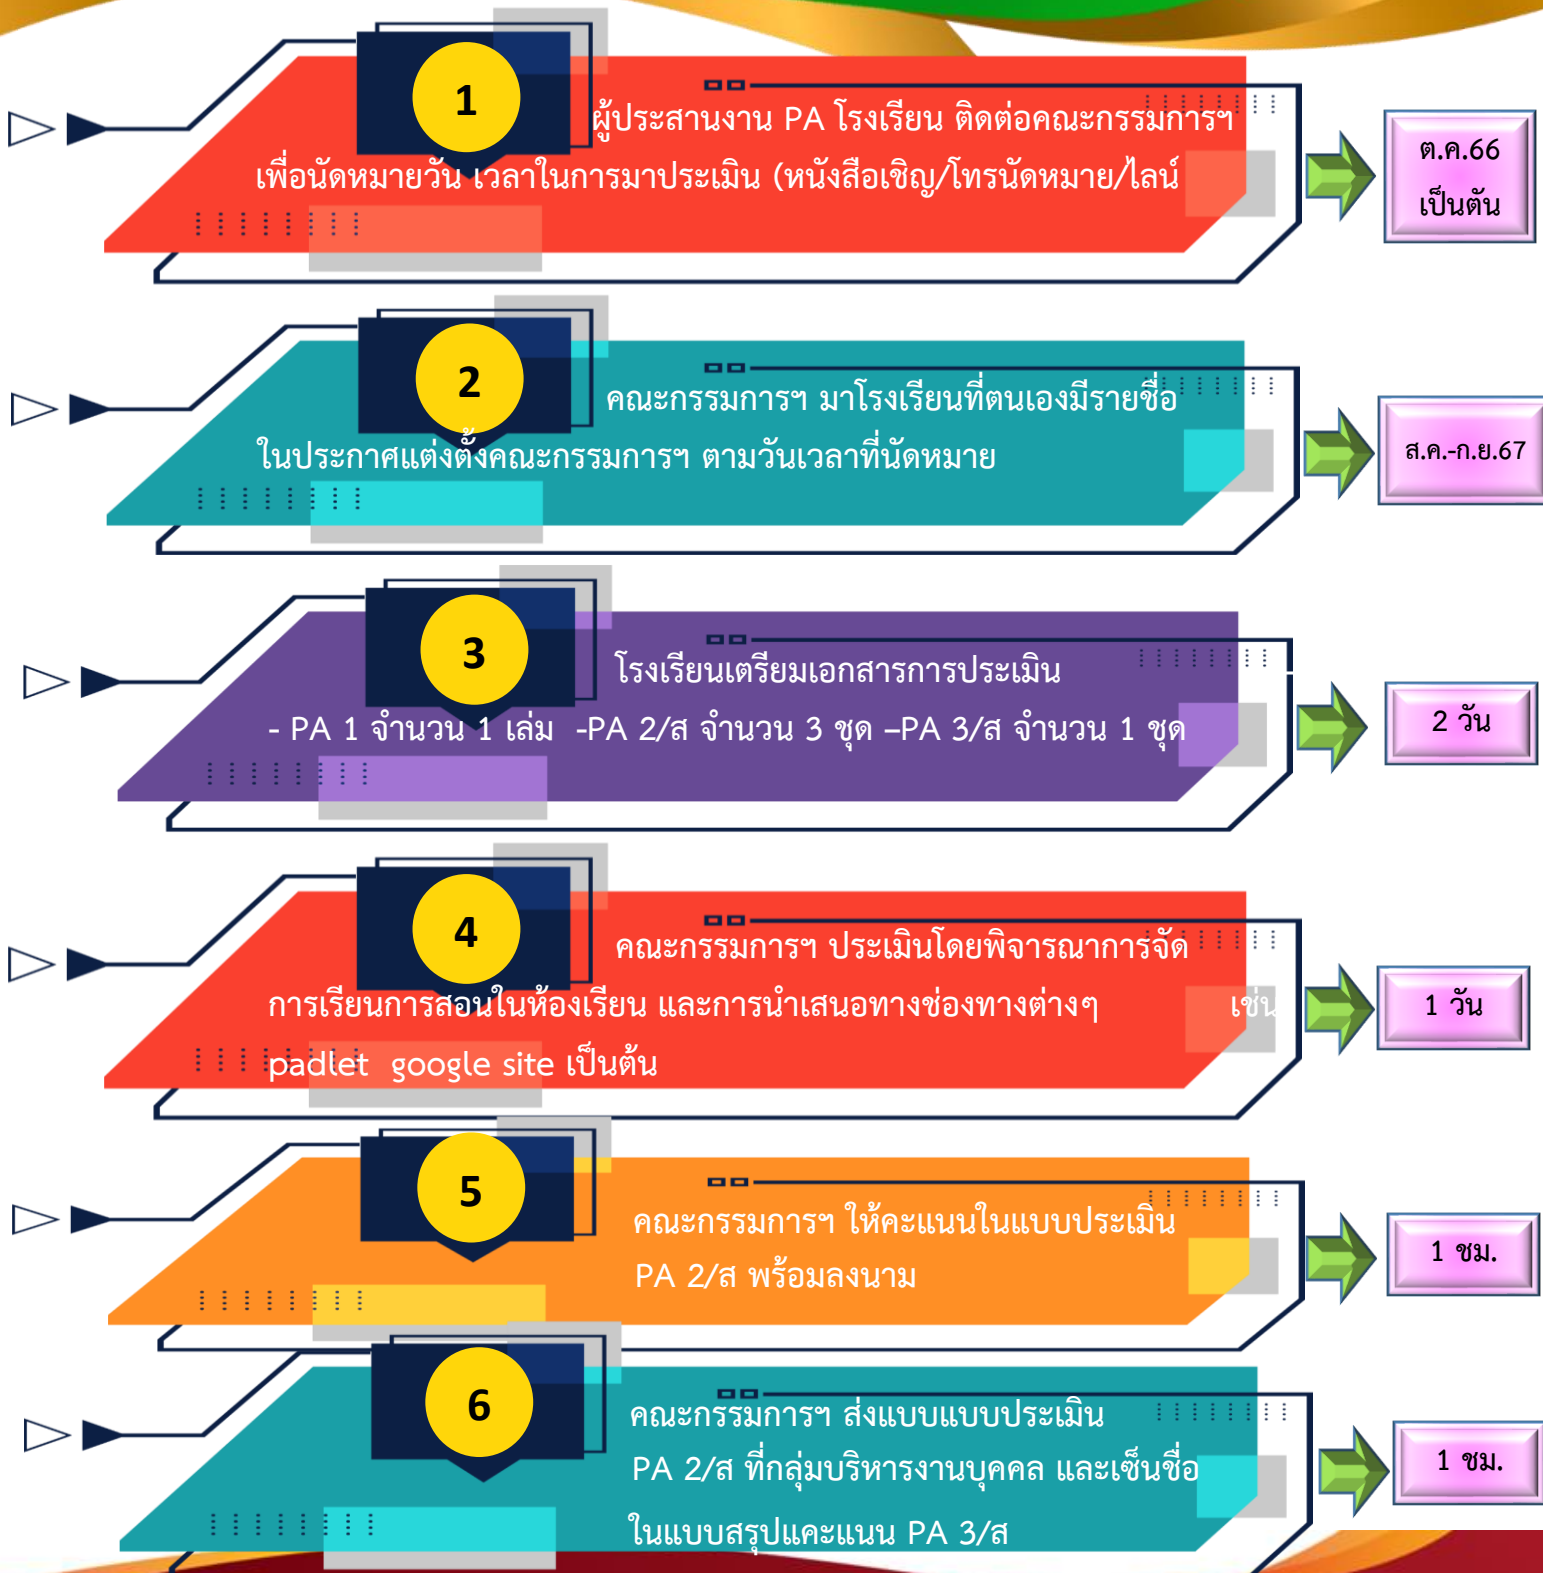 1
ผู้ประสานงาน PA โรงเรียน ติดต่อคณะกรรมการฯ
เพื่อนัดหมายวัน เวลาในการมาประเมิน (หนังสือเชิญ/โทรนัดหมาย/ไลน์
ต.ค.66
เป็นตัน
2
คณะกรรมการฯ มาโรงเรียนที่ตนเองมีรายชื่อ
ในประกาศแต่งตั้งคณะกรรมการฯ ตามวันเวลาที่นัดหมาย
ส.ค.-ก.ย.67
3
โรงเรียนเตรียมเอกสารการประเมิน
- PA 1 จำนวน 1 เล่ม -PA 2/ส จำนวน 3 ชุด –PA 3/ส จำนวน 1 ชุด
2 วัน
4
คณะกรรมการฯ ประเมินโดยพิจารณาการจัด
การเรียนการสอนในห้องเรียน และการนำเสนอทางช่องทางต่างๆ เช่น
padlet google site เป็นต้น
1 วัน
5
คณะกรรมการฯ ให้คะแนนในแบบประเมิน
PA 2/ส พร้อมลงนาม
1 ชม.
6
คณะกรรมการฯ ส่งแบบแบบประเมิน
PA 2/ส ที่กลุ่มบริหารงานบุคคล และเซ็นชื่อ
ในแบบสรุปแคะแนน PA 3/ส
1 ชม.